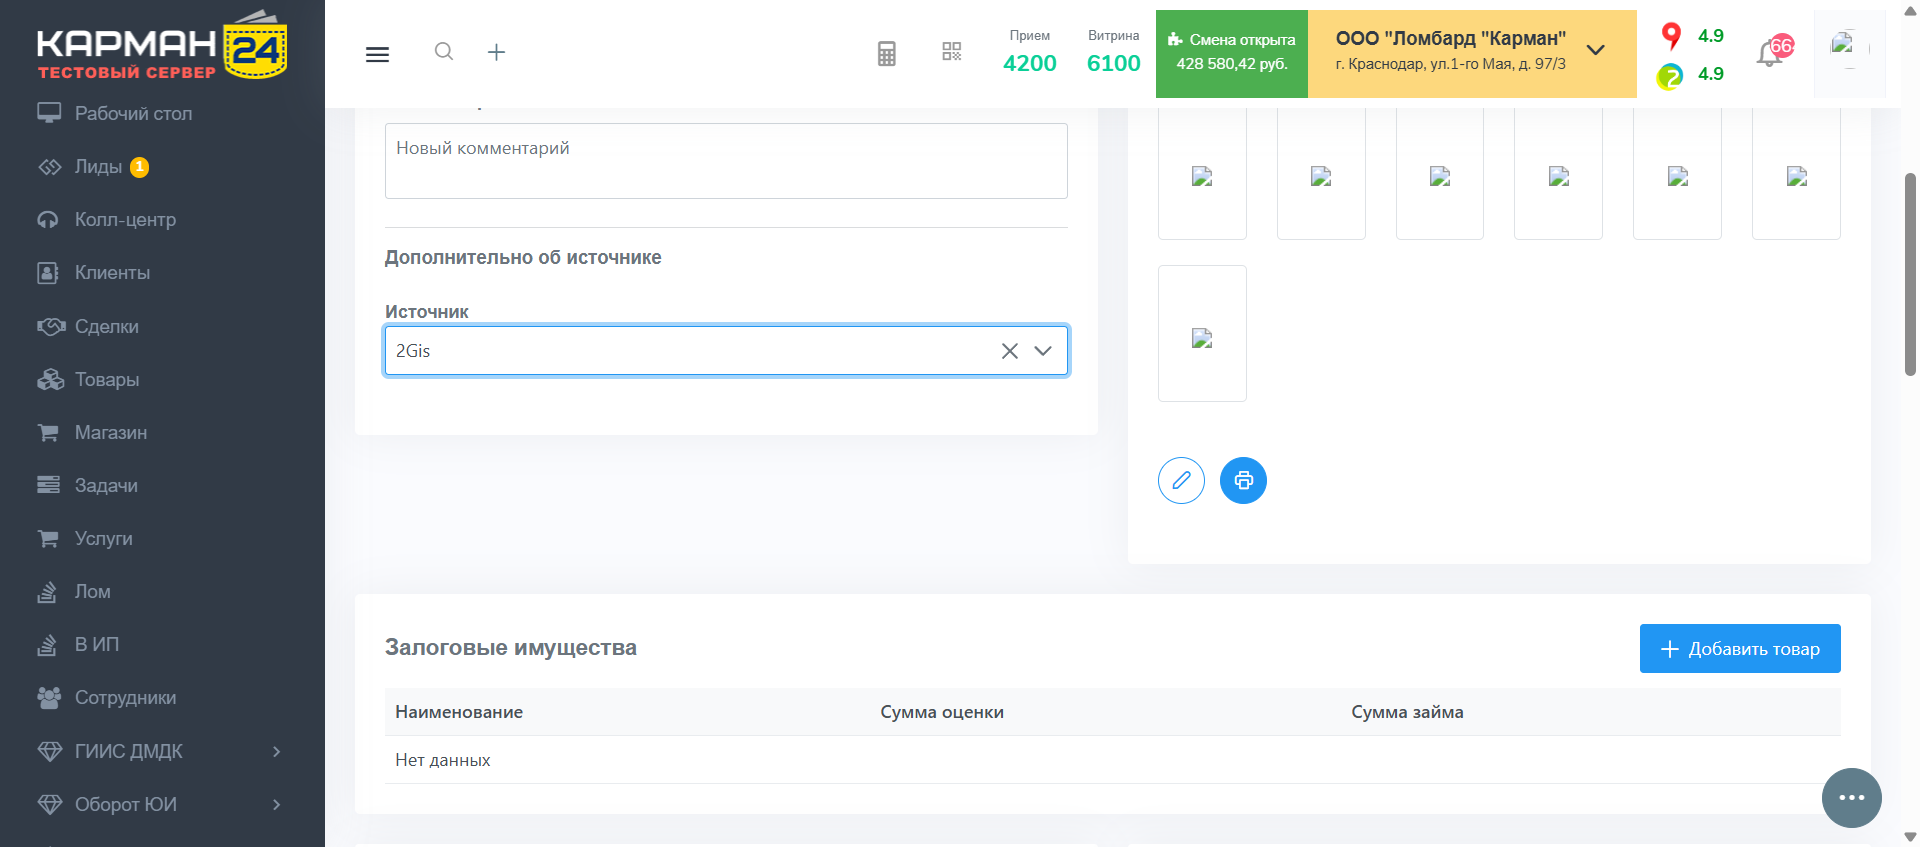 КАРМАН 24
ТЕСТОВЫЙ СЕРВЕР
Рабочий стол
Лиды 1
Колл-центр
Клиенты
Сделки
Товары
Магазин
Задачи
Услуги
Лом
В ИП
Сотрудники
ГИИС ДМДК
Оборот ЮИ
Прием
4200
Витрина
6100
Смена открыта
428 580,42 руб.
ООО "Ломбард "Карман"
г. Краснодар, ул.1-го Мая, д. 97/3
4.9
4.9
Новый комментарий
Дополнительно об источнике
Источник
2Gis
Залоговые имущества
Добавить товар
Наименование Сумма оценки Сумма займа
Нет данных